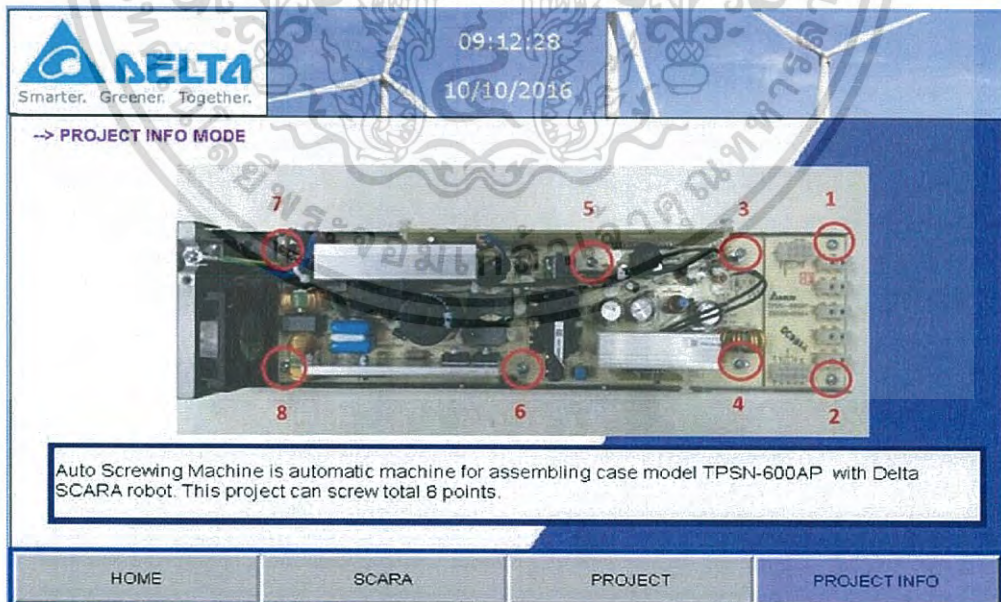 DELTA
Smarter. Greener. Together.
09:12:28
10/10/2016
--> PROJECT INFO MODE
7
5
3
1
8
6
4
2
Auto Screwing Machine is automatic machine for assembling case model TPSN-600AP with Delta
SCARA robot. This project can screw total 8 points.
HOME
SCARA
PROJECT
PROJECT INFO